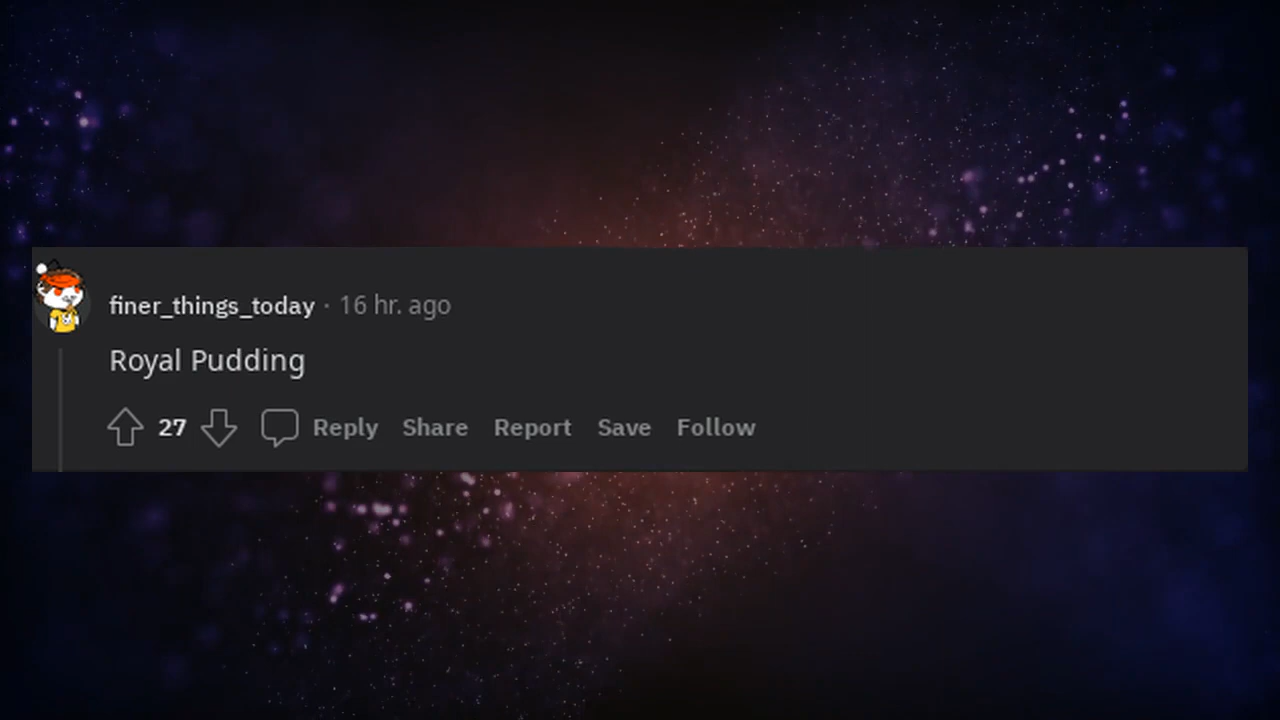 finer_things_today · 16 hr. ago
Royal Pudding
27 Reply Share Report Save Follow